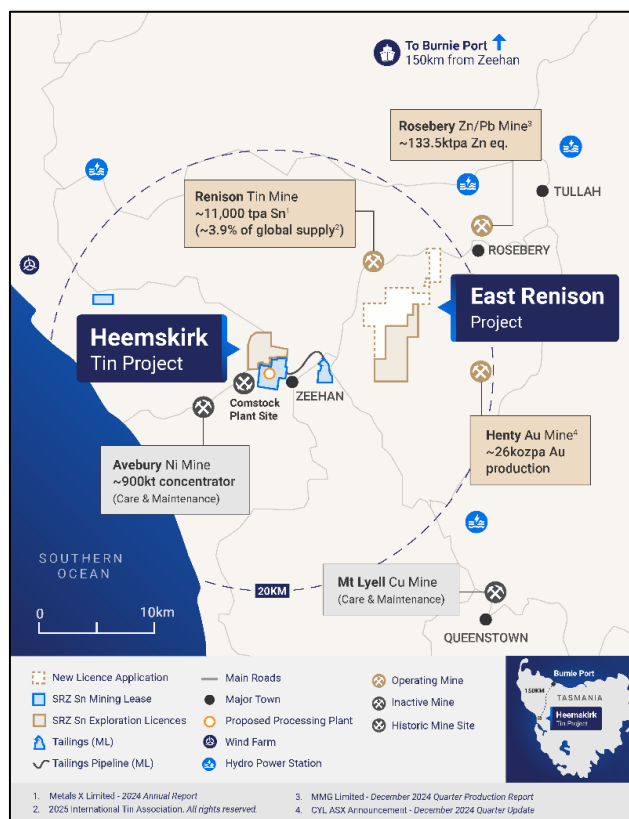 To Burnie Port
150km from Zeehan
Rosebery Zn/Pb Mine³
~133.5ktpa Zn eq.
TULLAH
Renison Tin Mine
~11,000 tpa Sn¹
(~3.9% of global supply²)
ROSEBERY
East Renison
Project
Heemskirk
Tin Project
Comstock
Plant Site
ZEEHAN
Henty Au Mine⁴
~26kozpa Au
production
Avebury Ni Mine
~900kt concentrator
(Care & Maintenance)
SOUTHERN
OCEAN
0 10km
20KM
Mt Lyell Cu Mine
(Care & Maintenance)
QUEENSTOWN
New Licence Application
SRZ Sn Mining Lease
SRZ Sn Exploration Licences
Tailings (ML)
Tailings Pipeline (ML)
Main Roads
Major Town
Proposed Processing Plant
Wind Farm
Hydro Power Station
Operating Mine
Inactive Mine
Historic Mine Site
Burnie Port
150KM
TASMANIA
Heemskirk
Tin Project
1. Metals X Limited - 2024 Annual Report
2. 2025 International Tin Association. All rights reserved.
3. MMG Limited - December 2024 Quarter Production Report
4. CYL ASX Announcement - December 2024 Quarter Update